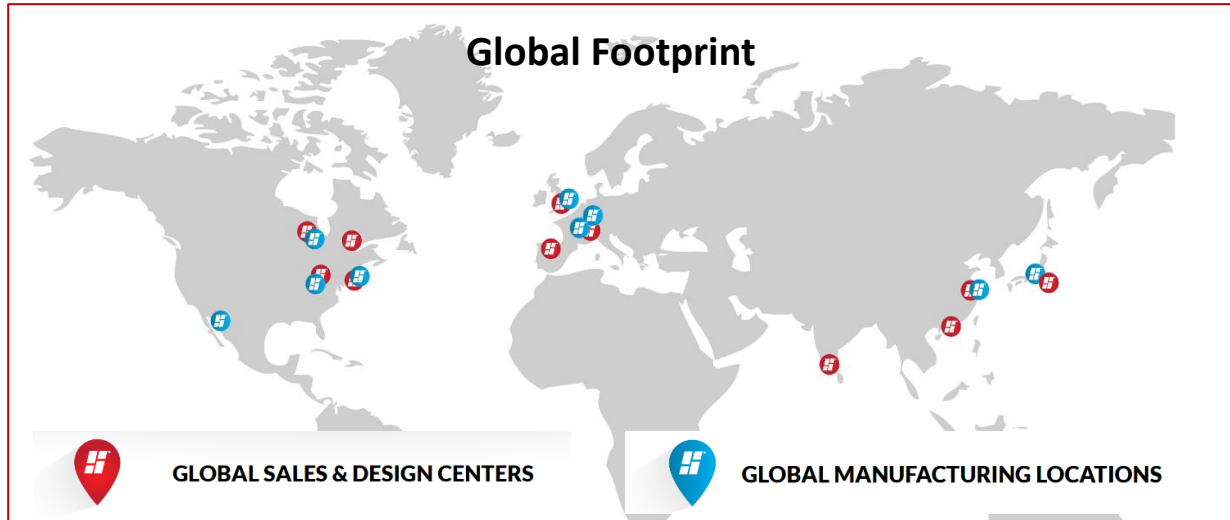 Global Footprint
GLOBAL SALES & DESIGN CENTERS
GLOBAL MANUFACTURING LOCATIONS